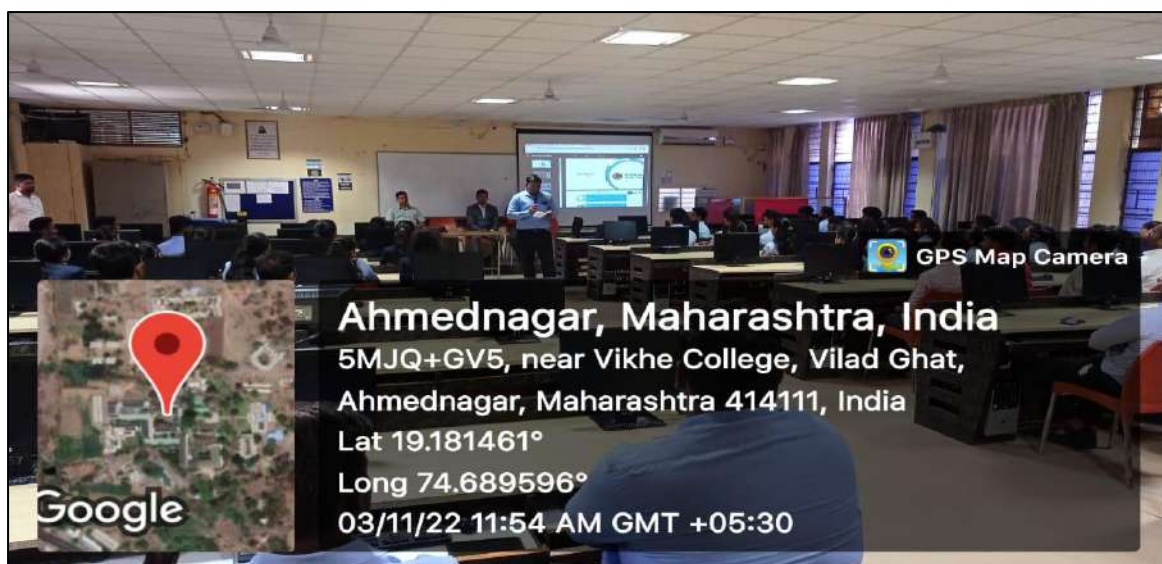 GPS Map Camera
Ahmednagar, Maharashtra, India
5MJQ+GV5, near Vikhe College, Vilad Ghat,
Ahmednagar, Maharashtra 414111, India
Lat 19.181461°
Long 74.689596°
03/11/22 11:54 AM GMT +05:30
Google